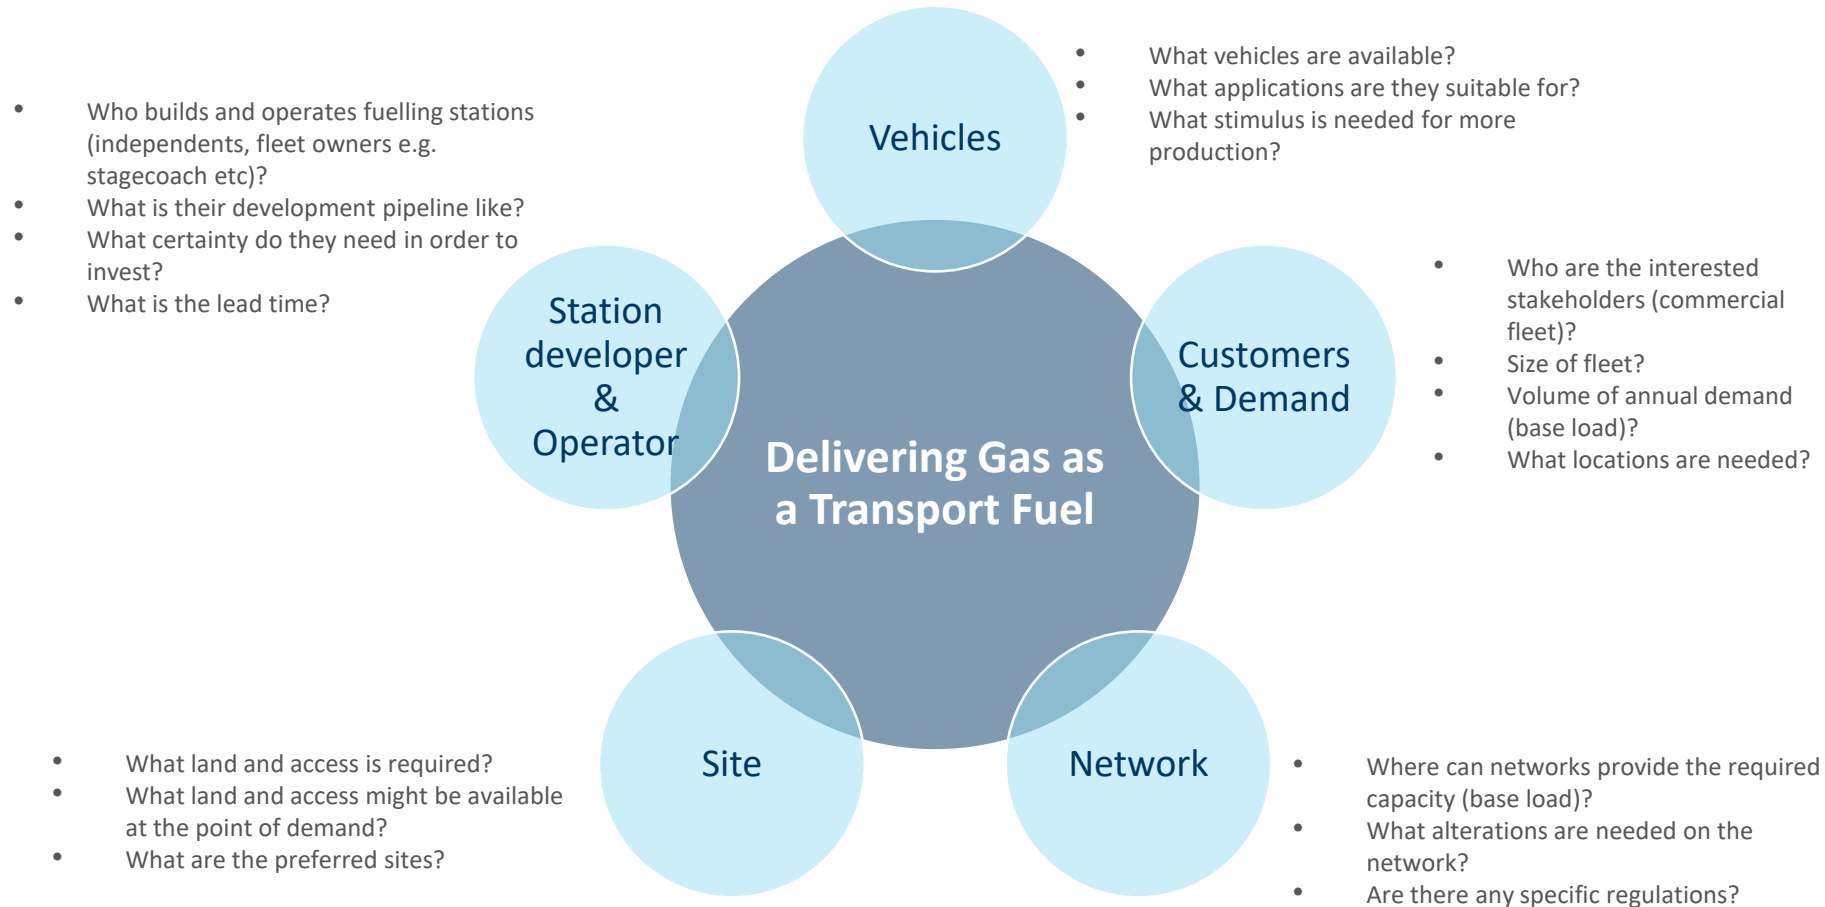 Vehicles
• What vehicles are available?
• What applications are they suitable for?
• What stimulus is needed for more
production?
• Who builds and operates fuelling stations
(independents, fleet owners e.g.
stagecoach etc)?
• What is their development pipeline like?
• What certainty do they need in order to
invest?
• What is the lead time?
Station
developer
&
Operator
Customers
& Demand
• Who are the interested
stakeholders (commercial
fleet)?
• Size of fleet?
• Volume of annual demand
(base load)?
• What locations are needed?
Delivering Gas as
a Transport Fuel
• What land and access is required?
• What land and access might be available
at the point of demand?
• What are the preferred sites?
Site
Network
• Where can networks provide the required
capacity (base load)?
• What alterations are needed on the
network?
• Are there any specific regulations?